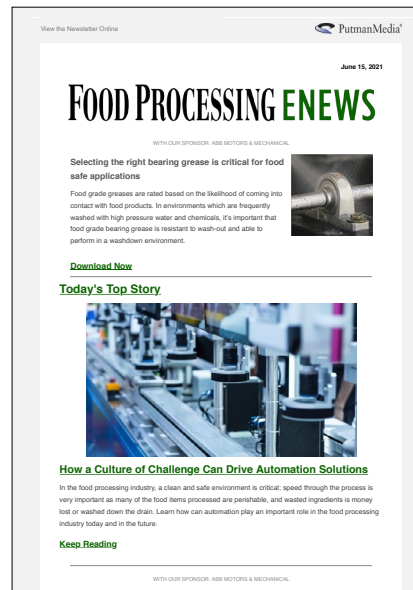 View the Newsletter Online
PutmanMedia®
June 15, 2021
FOOD PROCESSING ENEWS
WITH OUR SPONSOR: ABB MOTORS & MECHANICAL
Selecting the right bearing grease is critical for food
safe applications
Food grade greases are rated based on the likelihood of coming into
contact with food products. In environments which are frequently
washed with high pressure water and chemicals, it's important that
food grade bearing grease is resistant to wash-out and able to
perform in a washdown environment.
Download Now
Today's Top Story
How a Culture of Challenge Can Drive Automation Solutions
In the food processing industry, a clean and safe environment is critical; speed through the process is
very important as many of the food items processed are perishable, and wasted ingredients is money
lost or washed down the drain. Learn how can automation play an important role in the food processing
industry today and in the future.
Keep Reading
WITH OUR SPONSOR: ABB MOTORS & MECHANICAL